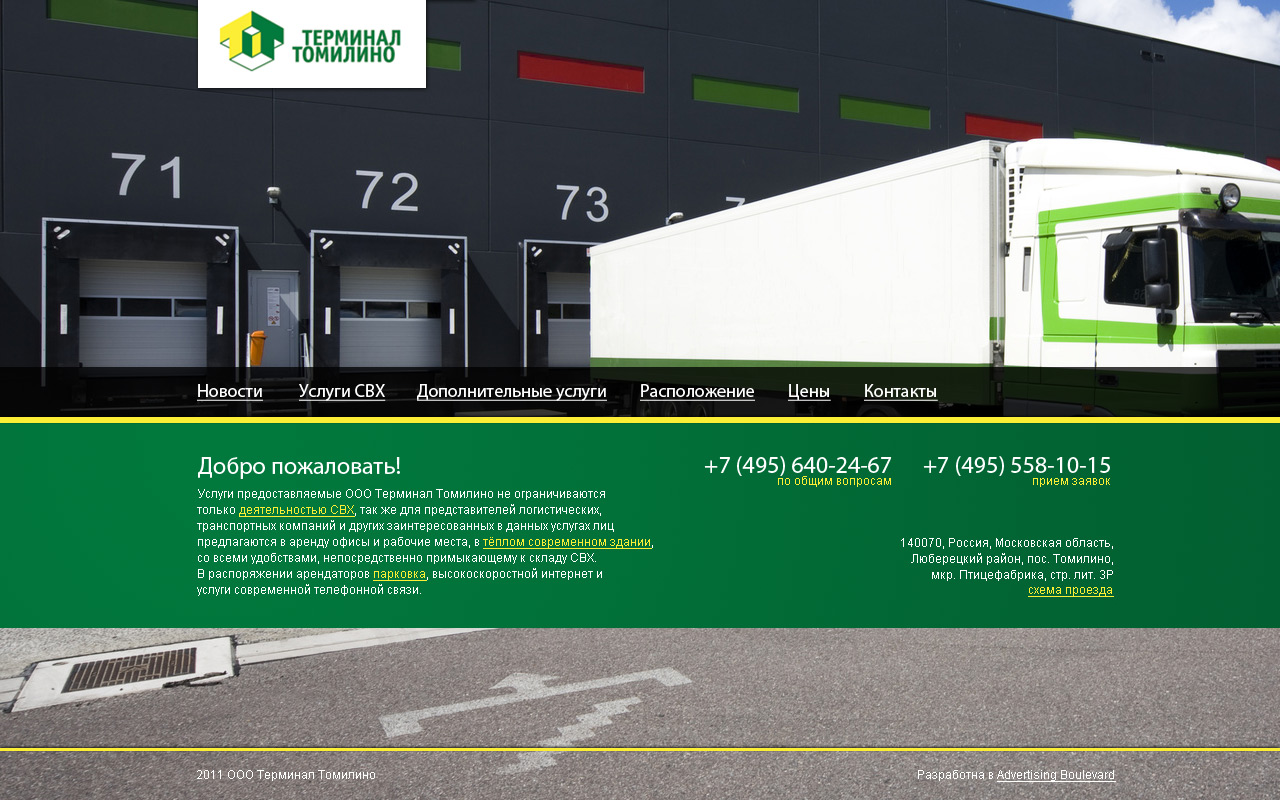 ТЕРМИНАЛ
ТОМИЛИНО
71
72
73
7
Новости Услуги СВХ Дополнительные услуги Расположение Цены Контакты
Добро пожаловать!
Услуги предоставляемые ООО Терминал Томилино не ограничиваются
только деятельностью СВХ, так же для представителей логистических,
транспортных компаний и других заинтересованных в данных услугах лиц
предлагаются в аренду офисы и рабочие места, в тёплом современном здании,
со всеми удобствами, непосредственно примыкающему к складу СВХ.
В распоряжении арендаторов парковка, высокоскоростной интернет и
услуги современной телефонной связи.
+7 (495) 640-24-67 +7 (495) 558-10-15
по общим вопросам прием заявок
140070, Россия, Московская область,
Люберецкий район, пос. Томилино,
мкр. Птицефабрика, стр. лит. 3Р
схема проезда
2011 ООО Терминал Томилино
Разработна в Advertising Boulevard